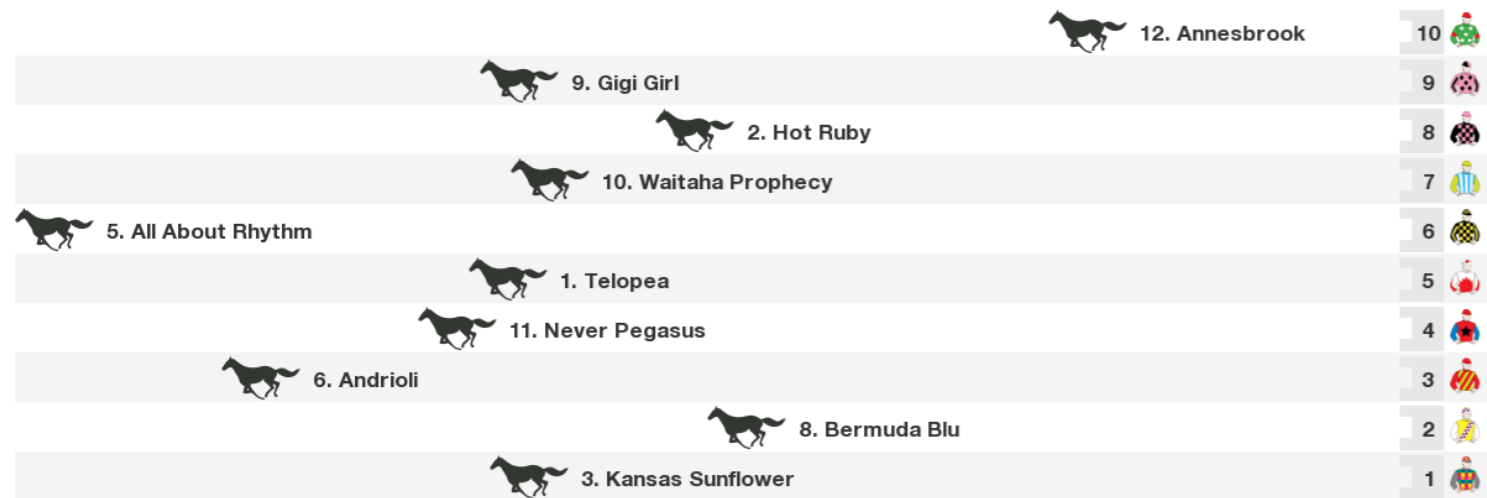 12. Annesbrook 10
9. Gigi Girl 9
2. Hot Ruby 8
10. Waitaha Prophecy 7
5. All About Rhythm 6
1. Telopea 5
11. Never Pegasus 4
6. Andrioli 3
8. Bermuda Blu 2
3. Kansas Sunflower 1